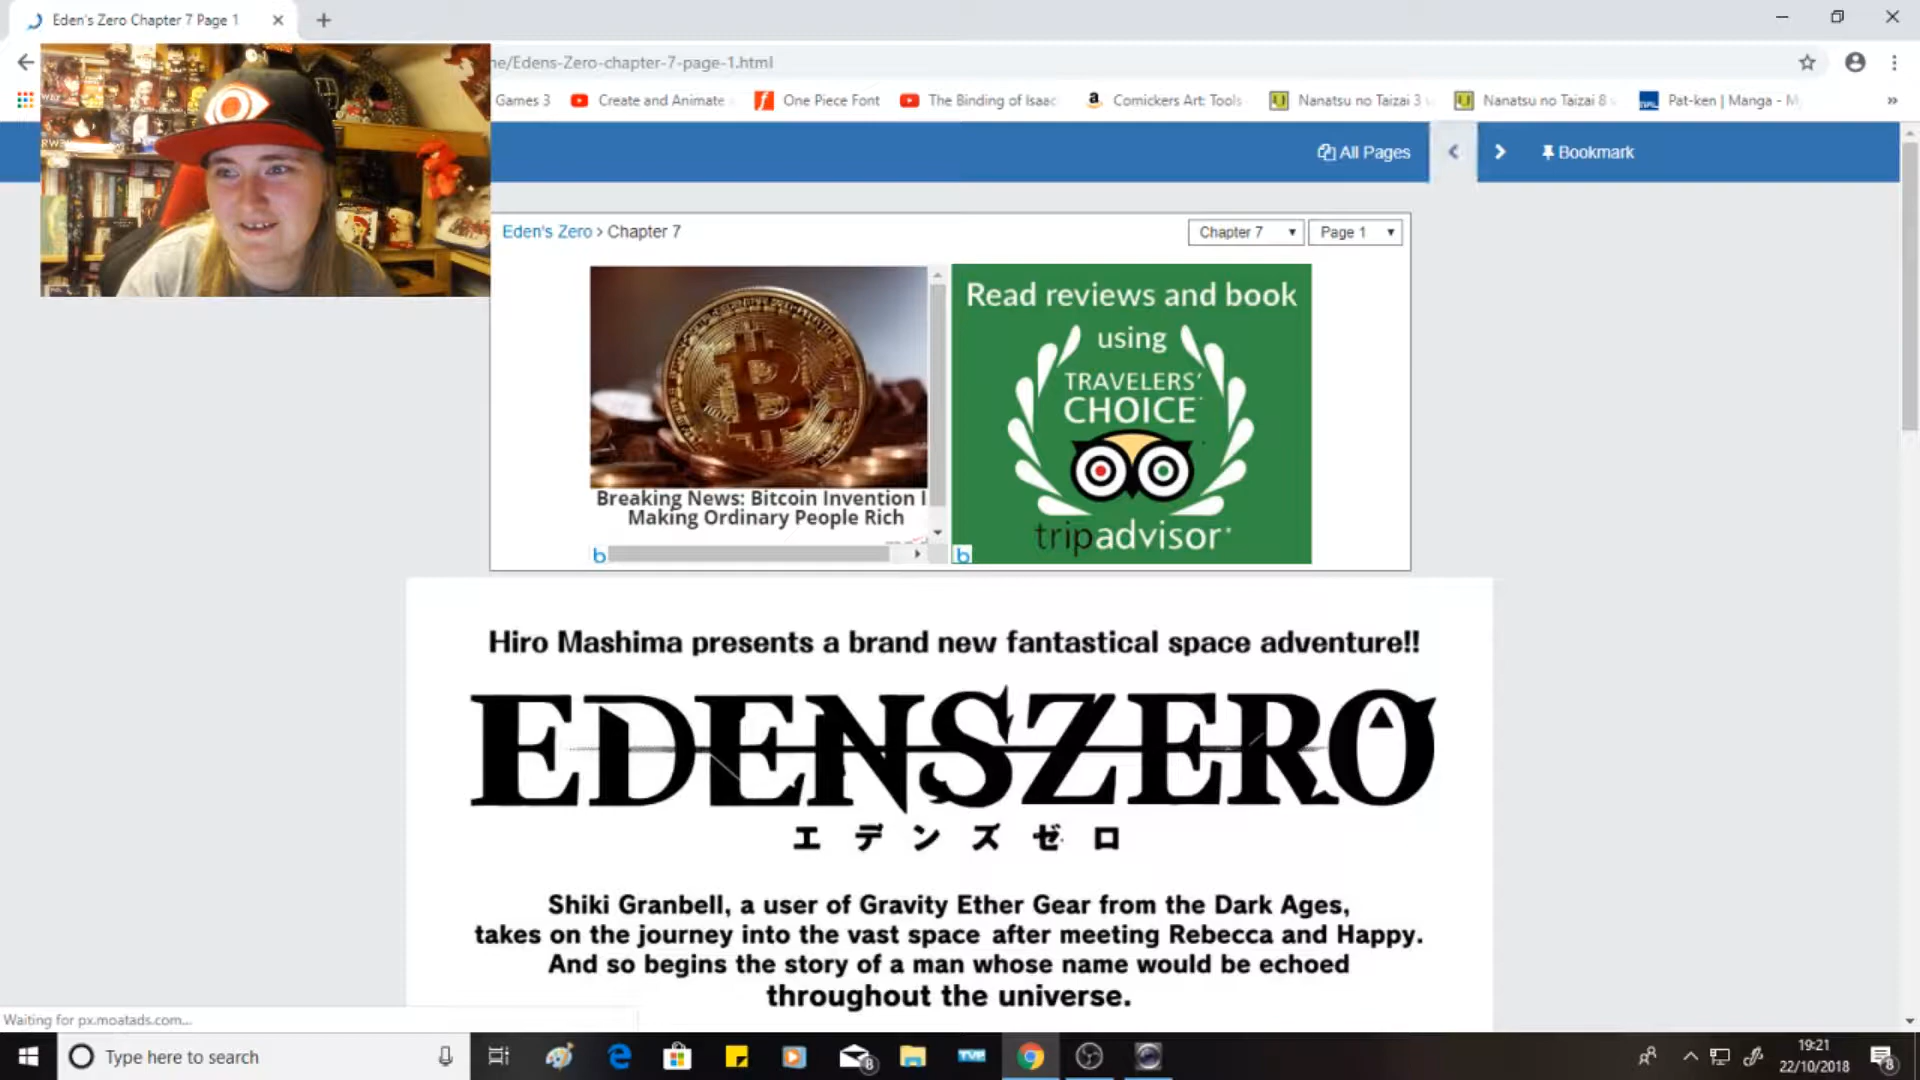 Eden's Zero Chapter 7 Page 1
ne/Edens-Zero-chapter-7-page-1.html
Games 3
Create and Animate
One Piece Font
The Binding of Isaac
Comickers Art: Tools
Nanatsu no Taizai 3
Nanatsu no Taizai 8
Pat-ken | Manga - M
All Pages
Bookmark
Eden's Zero > Chapter 7
Chapter 7
Page 1
Breaking News: Bitcoin Invention I
Making Ordinary People Rich
Read reviews and book
using
TRAVELERS'
CHOICE
tripadvisor
Hiro Mashima presents a brand new fantastical space adventure!!
EDENSZERO
エデンズゼロ
Shiki Granbell, a user of Gravity Ether Gear from the Dark Ages,
takes on the journey into the vast space after meeting Rebecca and Happy.
And so begins the story of a man whose name would be echoed
throughout the universe.
Waiting for px.moatads.com...
Type here to search
8
19:21
22/10/2018
8